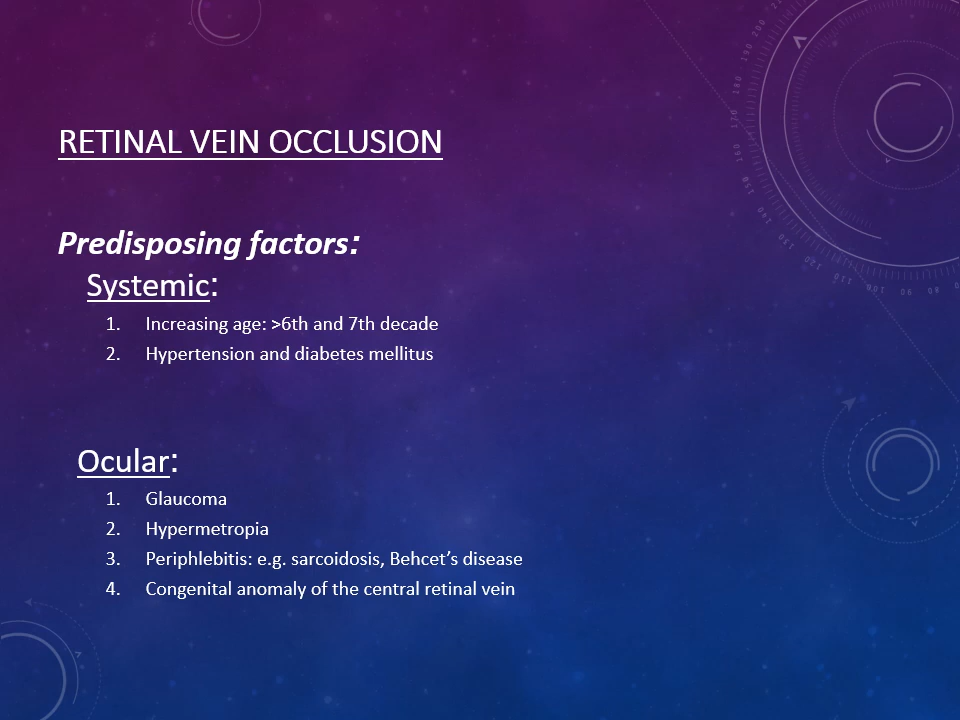 RETINAL VEIN OCCLUSION
Predisposing factors:
Systemic:
1. Increasing age: >6th and 7th decade
2. Hypertension and diabetes mellitus
Ocular:
1. Glaucoma
2. Hypermetropia
3. Periphlebitis: e.g. sarcoidosis, Behcet’s disease
4. Congenital anomaly of the central retinal vein